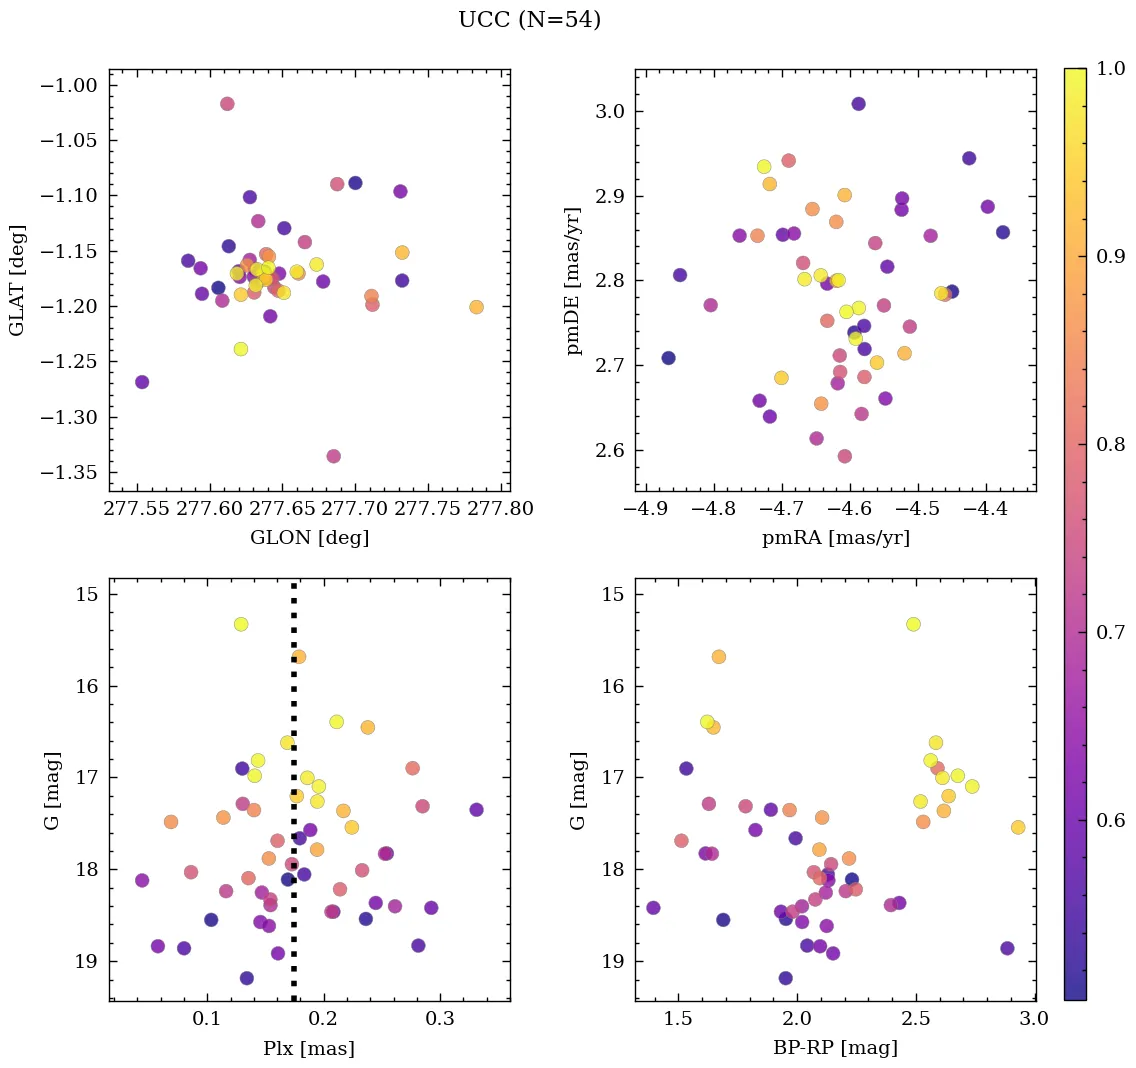 UCC (N=54)
−1.00
−1.05
−1.10
−1.15
−1.20
−1.25
−1.30
−1.35
GLAT [deg]
277.55 277.60 277.65 277.70 277.75 277.80
GLON [deg]
3.0
2.9
2.8
2.7
2.6
pmDE [mas/yr]
−4.9 −4.8 −4.7 −4.6 −4.5 −4.4
pmRA [mas/yr]
1.0
0.9
0.8
0.7
0.6
15
16
17
18
19
G [mag]
0.1 0.2 0.3
Plx [mas]
15
16
17
18
19
G [mag]
1.5 2.0 2.5 3.0
BP-RP [mag]